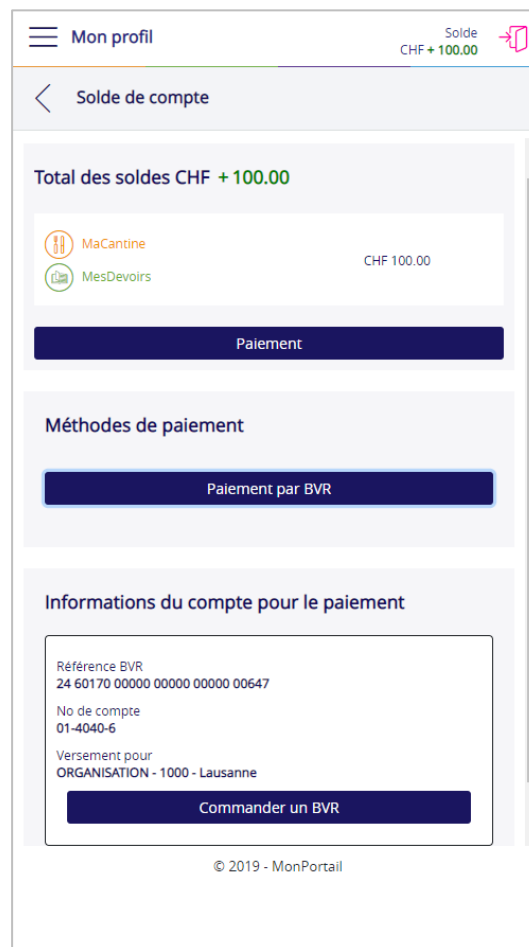 Mon profil
Solde
CHF + 100.00
Solde de compte
Total des soldes CHF + 100.00
MaCantine
MesDevoirs
CHF 100.00
Paiement
Méthodes de paiement
Paiement par BVR
Informations du compte pour le paiement
Référence BVR
24 60170 00000 00000 00000 00647
No de compte
01-4040-6
Versement pour
ORGANISATION - 1000 - Lausanne
Commander un BVR
© 2019 - MonPortail